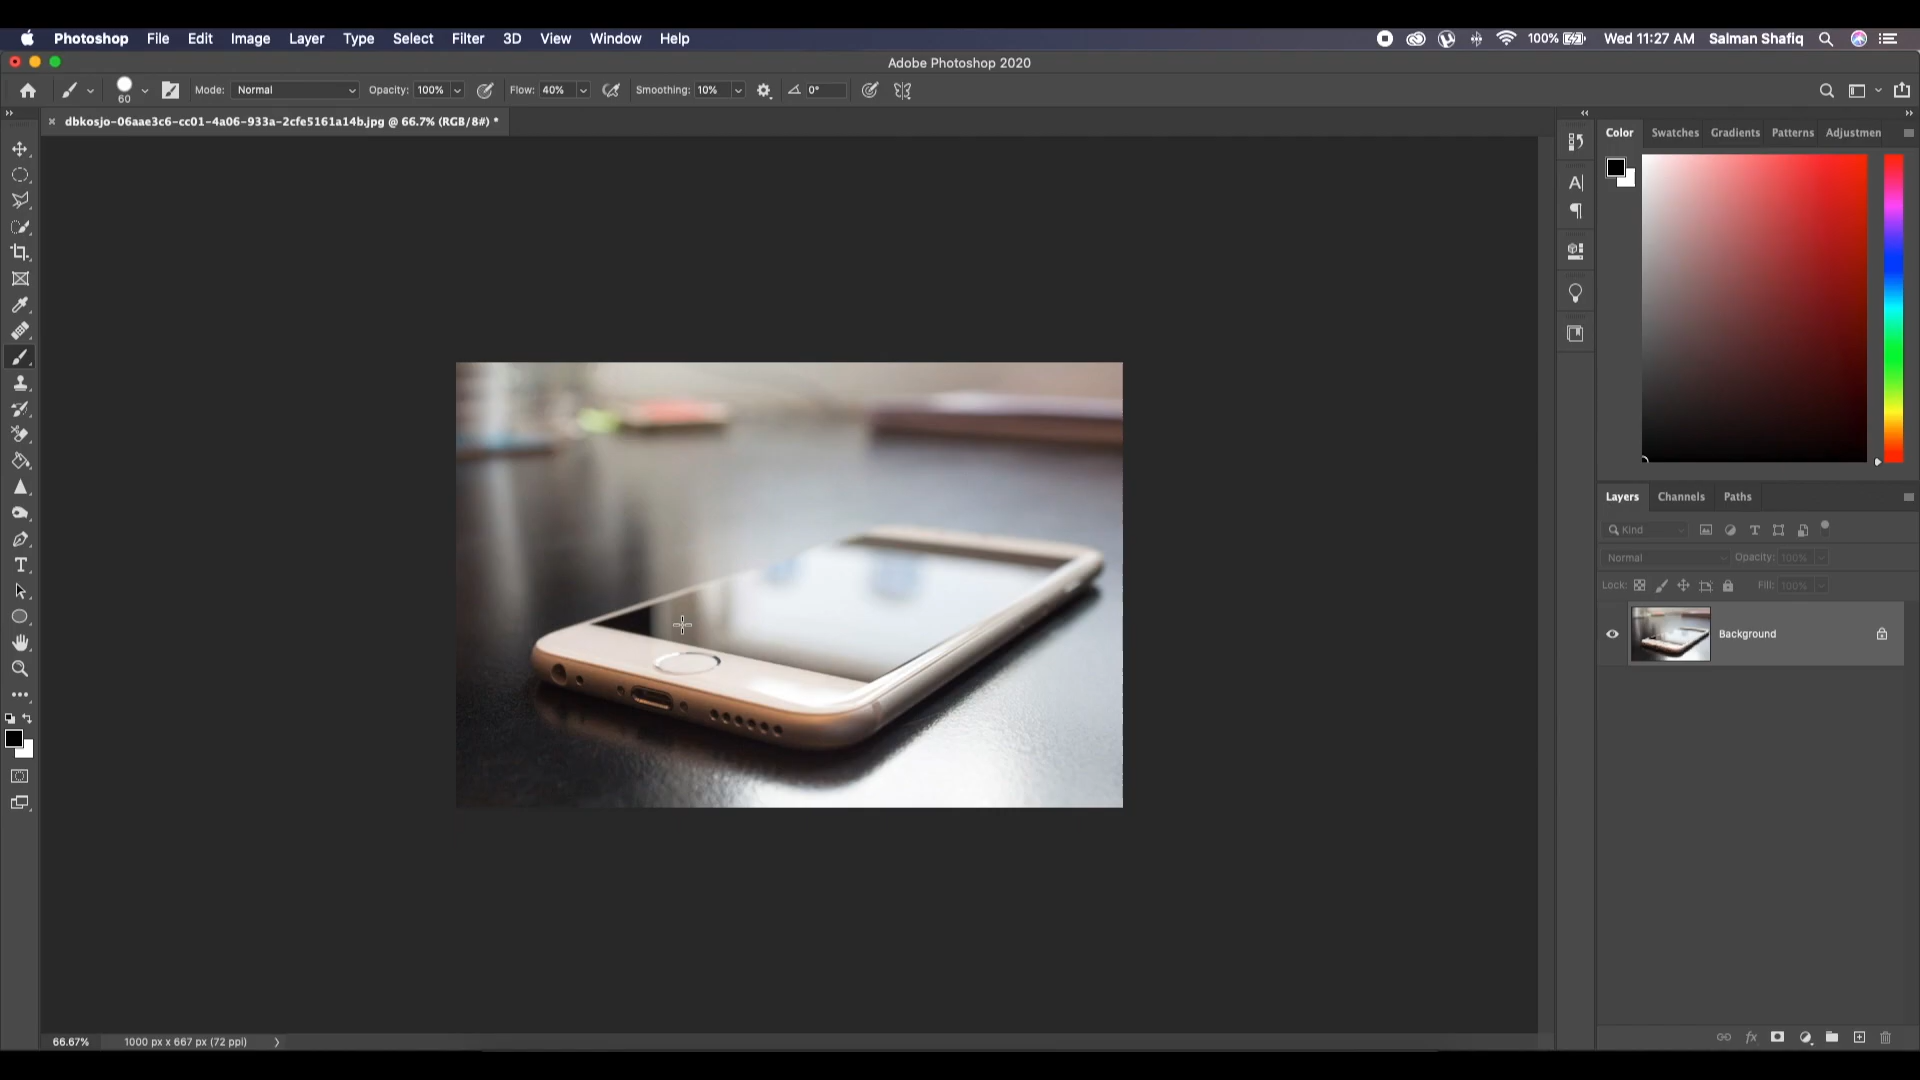 Photoshop File Edit Image Layer Type Select Filter 3D View Window Help 100% Wed 11:27 AM Salman Shafiq
Adobe Photoshop 2020
60 Mode: Normal Opacity: 100% Flow: 40% Smoothing: 10% 0°
dbkosjo-06aae3c6-cc01-4a06-933a-2cfe5161a14b.jpg @ 66.7% (RGB/8#) *
Color Swatches Gradients Patterns Adjustmen
Layers Channels Paths
Kind
Normal Opacity: 100%
Lock: Fill: 100%
Background
66.67% 1000 px x 667 px (72 ppi)